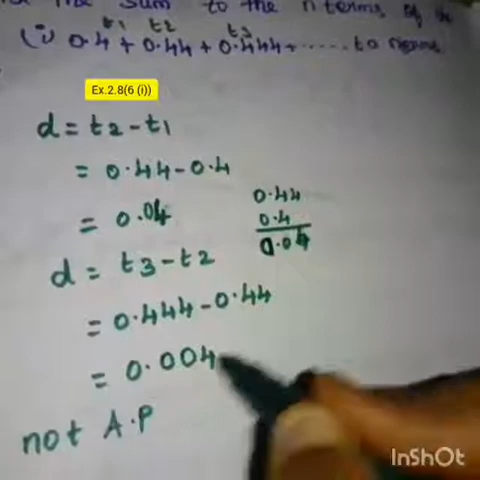 the sum to the n terms of
t1 t2 t3
(i) 0.4 + 0.44 + 0.444 + ...... to n terms
Ex.2.8(6 (i))
d = t2 - t1
= 0.44 - 0.4
= 0.04
0.44
0.4
0.04
d = t3 - t2
= 0.444 - 0.44
= 0.004
not A.P
InShOt